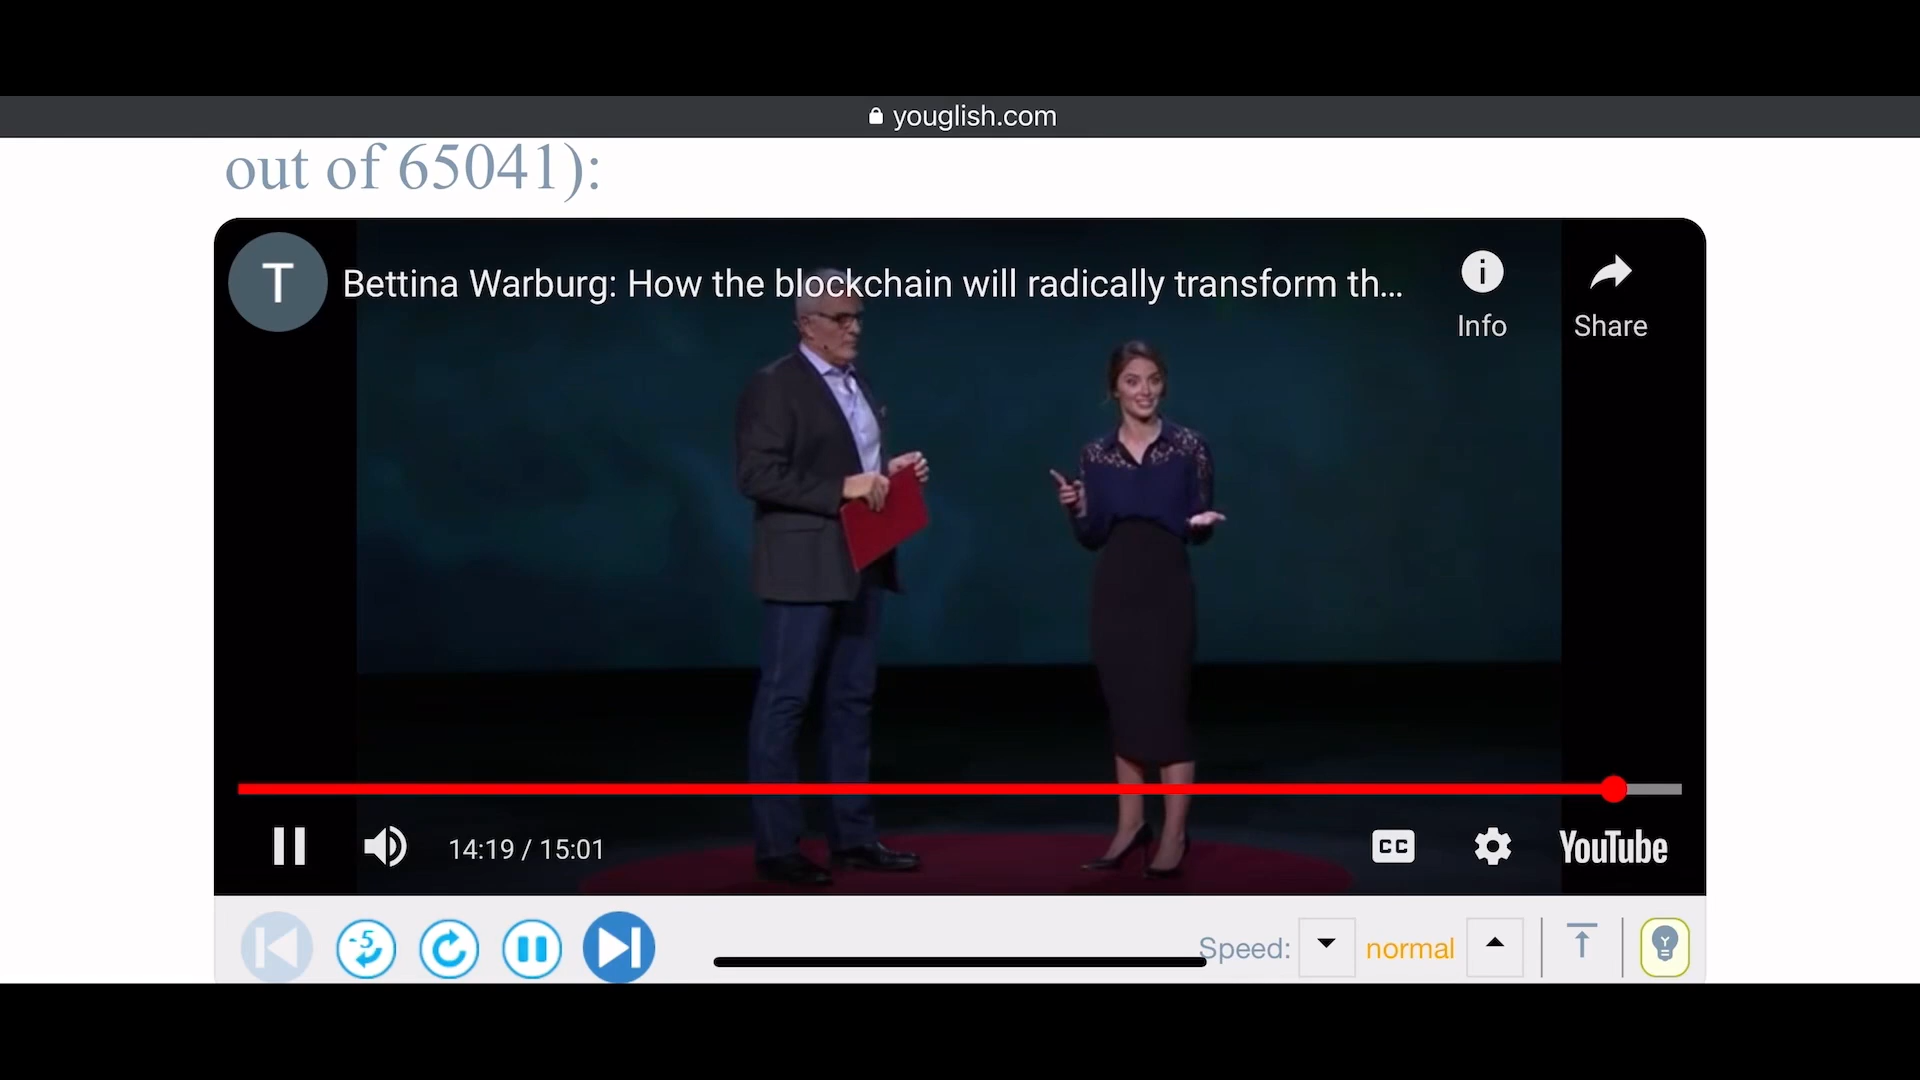 youglish.com
out of 65041):
T
Bettina Warburg: How the blockchain will radically transform th...
Info
Share
14:19 / 15:01
CC
YouTube
-5
Speed:
normal